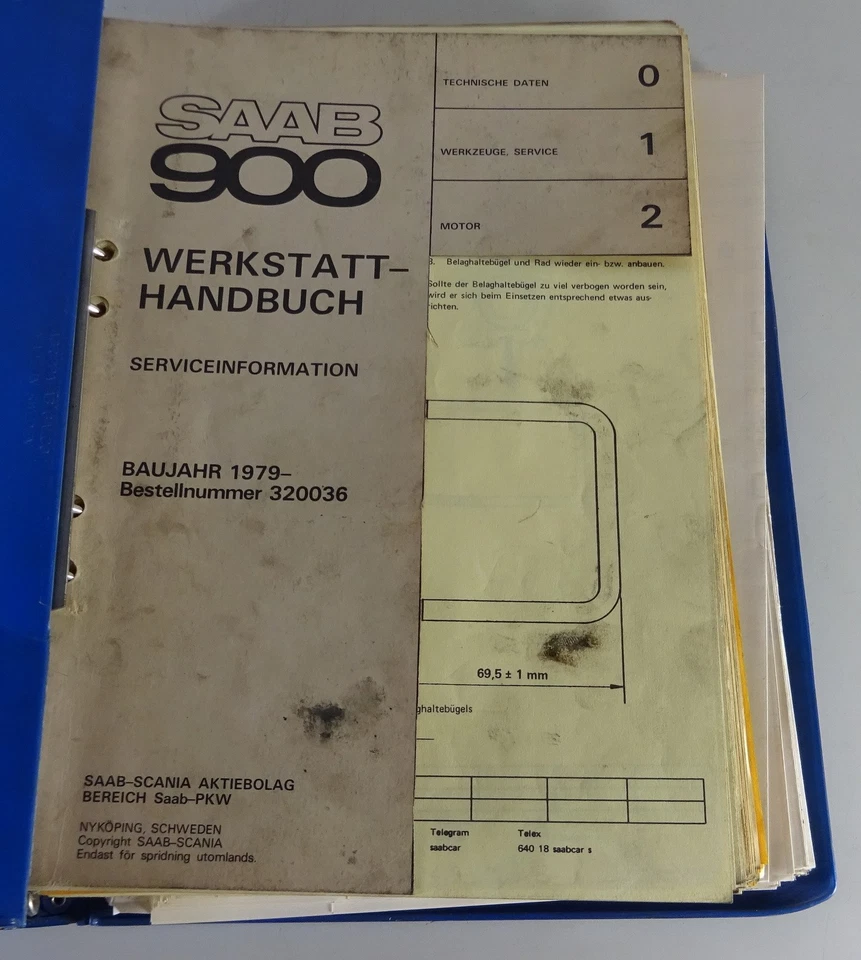 SAAB
900
WERKSTATT–
HANDBUCH
SERVICEINFORMATION
BAUJAHR 1979–
Bestellnummer 320036
SAAB–SCANIA AKTIEBOLAG
BEREICH Saab–PKW
NYKÖPING, SCHWEDEN
Copyright SAAB–SCANIA
Endast för spridning utomlands.
TECHNISCHE DATEN 0
WERKZEUGE, SERVICE 1
MOTOR 2
8. Belaghaltebügel und Rad wieder ein- bzw. anbauen.
Sollte der Belaghaltebügel zu viel verbogen worden sein,
wird er sich beim Einsetzen entsprechend etwas aus-
richten.
69,5 ± 1 mm
ghaltebügels
Telegram Telex
saabcar 640 18 saabcar s